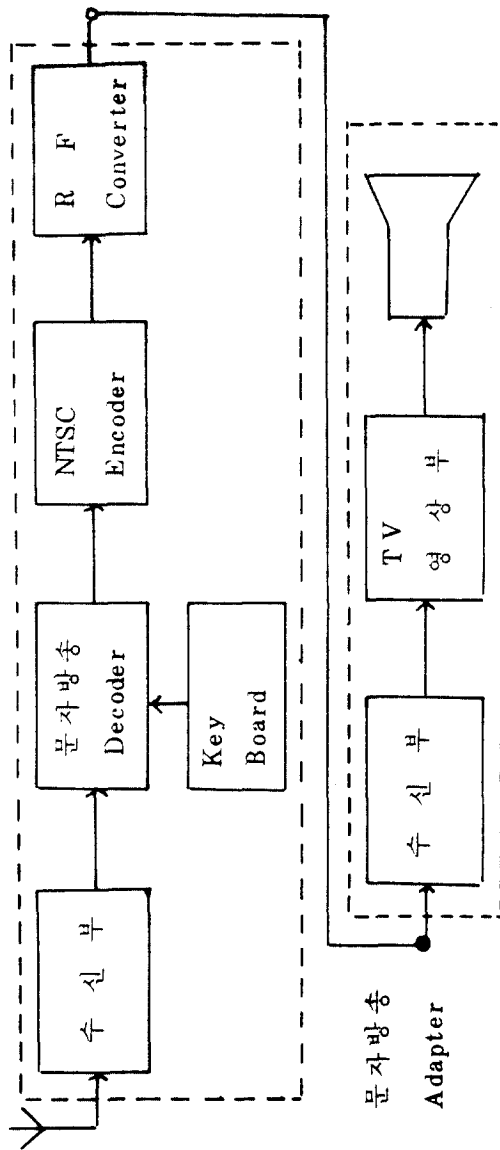 수 신 부
문자방송
Decoder
Key
Board
NTSC
Encoder
R F
Converter
문자방송
Adapter
수 신 부
TV
영 상 부